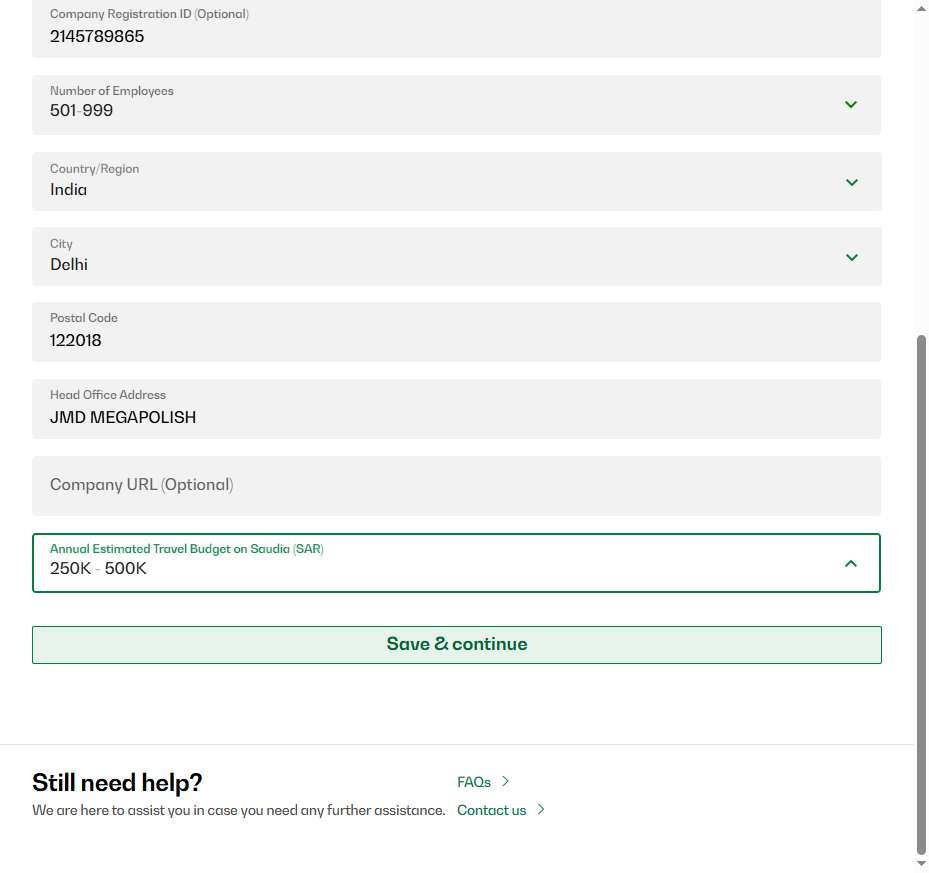 Company Registration ID (Optional)
2145789865
Number of Employees
501-999
Country/Region
India
City
Delhi
Postal Code
122018
Head Office Address
JMD MEGAPOLISH
Company URL (Optional)
Annual Estimated Travel Budget on Saudia (SAR)
250K - 500K
Save & continue
Still need help?
We are here to assist you in case you need any further assistance.
FAQs
Contact us